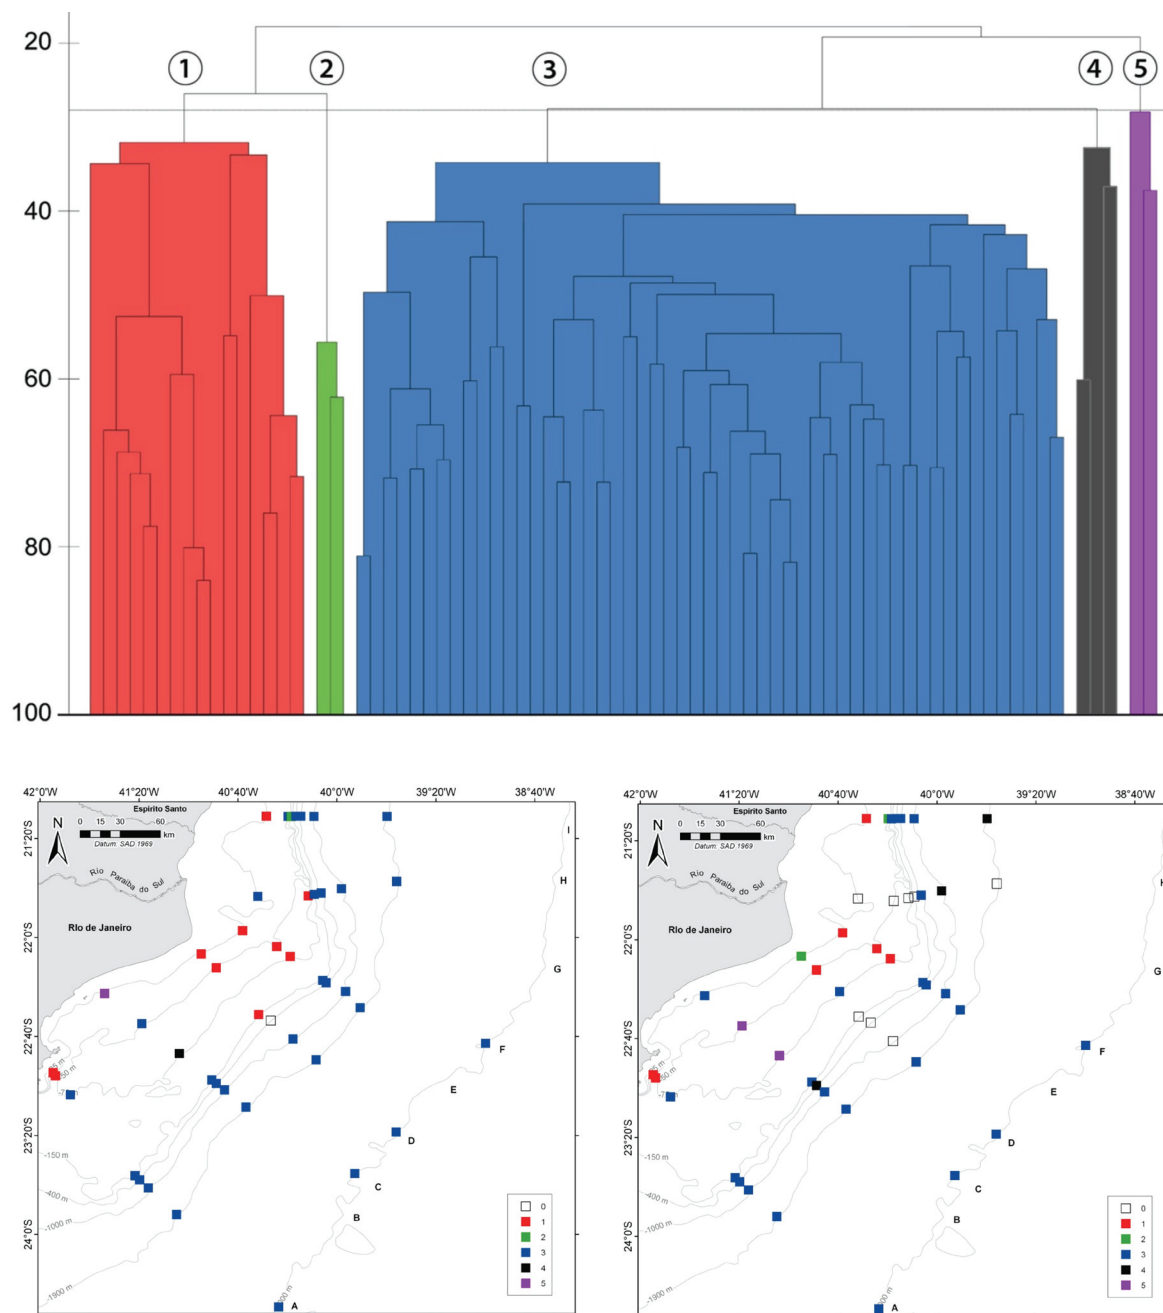 20
40
60
80
100
1
2
3
4
5
42°0'W
41°20'W
40°40'W
40°0'W
39°20'W
38°40'W
Espírito Santo
0 15 30 60
km
Datum: SAD 1969
N
Rio Paraiba do Sul
RIo de Janeiro
21°20'S
22°0'S
22°40'S
23°20'S
24°0'S
-50 m
-150 m
-400 m
-1000 m
-1900 m
I
H
G
F
E
D
C
B
A
0
1
2
3
4
5
42°0'W
41°20'W
40°40'W
40°0'W
39°20'W
38°40'W
Espírito Santo
0 15 30 60
km
Datum: SAD 1969
N
Rio Paraiba do Sul
RIo de Janeiro
21°20'S
22°0'S
22°40'S
23°20'S
24°0'S
-50 m
-150 m
-400 m
-1000 m
-1900 m
G
F
E
D
C
B
A
0
1
2
3
4
5